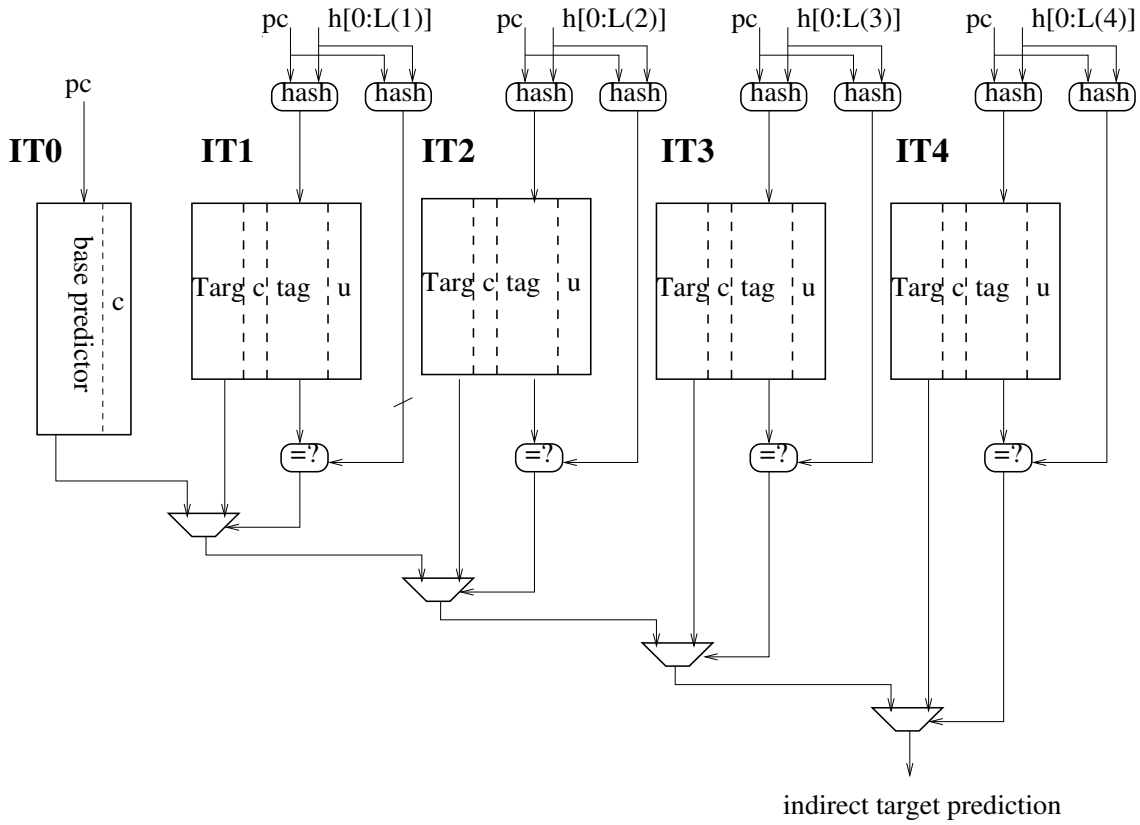 pc h[0:L(1)] pc h[0:L(2)] pc h[0:L(3)] pc h[0:L(4)]
pc hash hash hash hash hash hash hash hash
IT0 IT1 IT2 IT3 IT4
base predictor c Targ c tag u Targ c tag u Targ c tag u Targ c tag u
=? =? =? =?
indirect target prediction